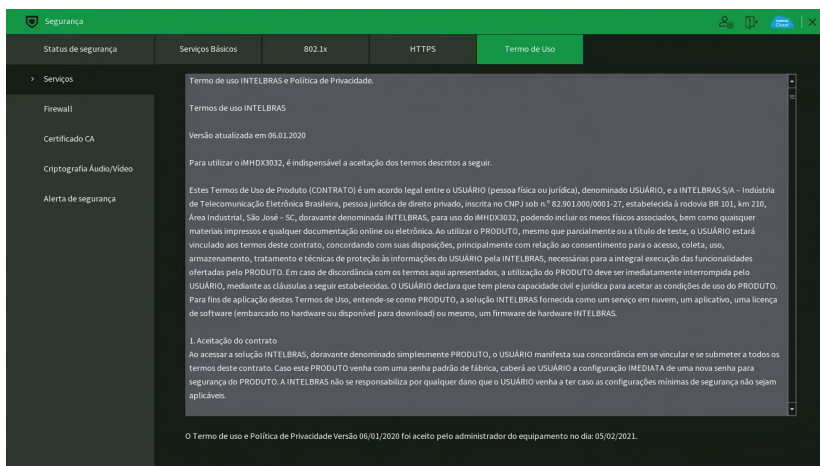 Segurança
Cloud
Status de segurança
Serviços Básicos
802.1x
HTTPS
Termo de Uso
Serviços
Firewall
Certificado CA
Criptografia Áudio/Vídeo
Alerta de segurança
Termo de uso INTELBRAS e Política de Privacidade.
Termos de uso INTELBRAS
Versão atualizada em 06.01.2020
Para utilizar o iMHDX3032, é indispensável a aceitação dos termos descritos a seguir.
Estes Termos de Uso de Produto (CONTRATO) é um acordo legal entre o USUÁRIO (pessoa física ou jurídica), denominado USUÁRIO, e a INTELBRAS S/A – Indústria
de Telecomunicação Eletrônica Brasileira, pessoa jurídica de direito privado, inscrita no CNPJ sob n.º 82.901.000/0001-27, estabelecida à rodovia BR 101, km 210,
Área Industrial, São José – SC, doravante denominada INTELBRAS, para uso do iMHDX3032, podendo incluir os meios físicos associados, bem como quaisquer
materiais impressos e qualquer documentação online ou eletrônica. Ao utilizar o PRODUTO, mesmo que parcialmente ou a título de teste, o USUÁRIO estará
vinculado aos termos deste contrato, concordando com suas disposições, principalmente com relação ao consentimento para o acesso, coleta, uso,
armazenamento, tratamento e técnicas de proteção às informações do USUÁRIO pela INTELBRAS, necessárias para a integral execução das funcionalidades
ofertadas pelo PRODUTO. Em caso de discordância com os termos aqui apresentados, a utilização do PRODUTO deve ser imediatamente interrompida pelo
USUÁRIO, mediante as cláusulas a seguir estabelecidas. O USUÁRIO declara que tem plena capacidade civil e jurídica para aceitar as condições de uso do PRODUTO.
Para fins de aplicação destes Termos de Uso, entende-se como PRODUTO, a solução INTELBRAS fornecida como um serviço em nuvem, um aplicativo, uma licença
de software (embarcado no hardware ou disponível para download) ou mesmo, um firmware de hardware INTELBRAS.
1. Aceitação do contrato
Ao acessar a solução INTELBRAS, doravante denominado simplesmente PRODUTO, o USUÁRIO manifesta sua concordância em se vincular e se submeter a todos os
termos deste contrato. Caso este PRODUTO venha com uma senha padrão de fábrica, caberá ao USUÁRIO a configuração IMEDIATA de uma nova senha para
segurança do PRODUTO. A INTELBRAS não se responsabiliza por qualquer dano que o USUÁRIO venha a ter caso as configurações mínimas de segurança não sejam
aplicáveis.
O Termo de uso e Política de Privacidade Versão 06/01/2020 foi aceito pelo administrador do equipamento no dia: 05/02/2021.